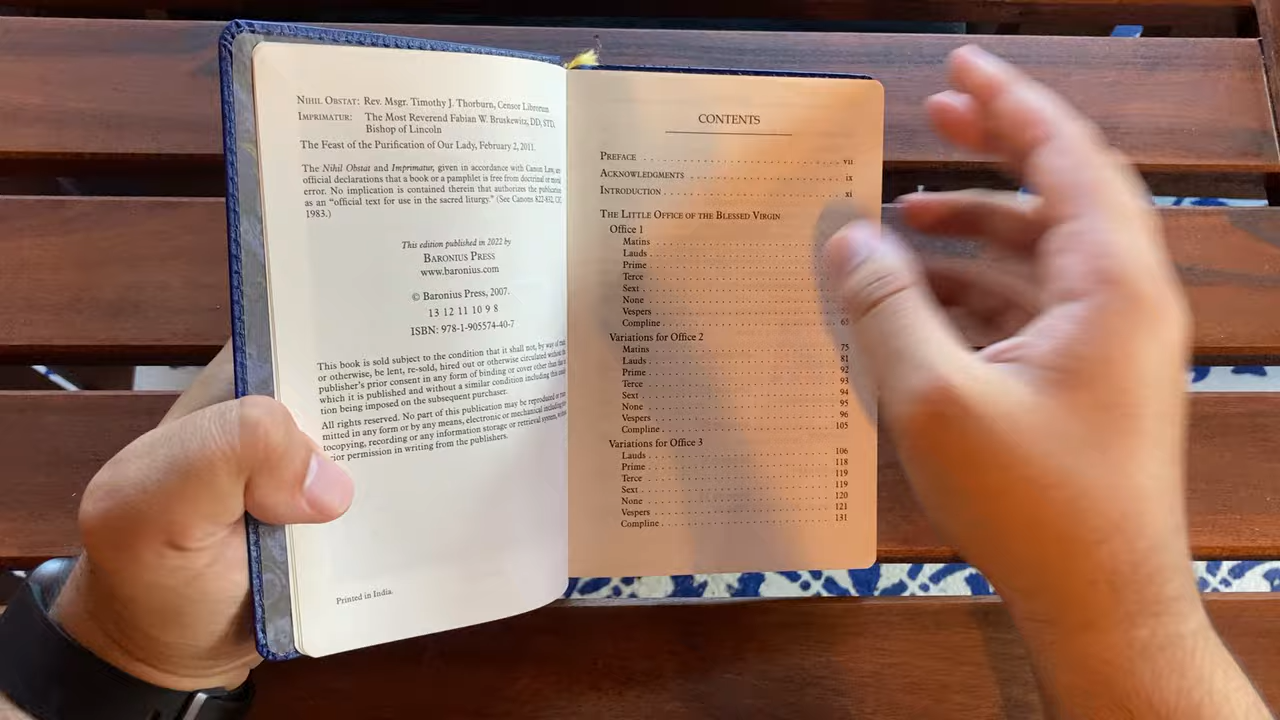 NIHIL OBSTAT: Rev. Msgr. Timothy J. Thorburn, Censor Librorum
IMPRIMATUR: The Most Reverend Fabian W. Bruskewitz, DD, STD,
Bishop of Lincoln
The Feast of the Purification of Our Lady, February 2, 2011.
The Nihil Obstat and Imprimatur, given in accordance with Canon Law, are
official declarations that a book or a pamphlet is free from doctrinal or moral
error. No implication is contained therein that authorizes the publication
as an “official text for use in the sacred liturgy.” (See Canons 822-832, CIC
1983.)
This edition published in 2022 by
BARONIUS PRESS
www.baronius.com
© Baronius Press, 2007.
13 12 11 10 9 8
ISBN: 978-1-905574-40-7
This book is sold subject to the condition that it shall not, by way of
or otherwise, be lent, re-sold, hired out or otherwise circulated without the
publisher's prior consent in any form of binding or cover other than
which it is published and without a similar condition including this
tion being imposed on the subsequent purchaser.
All rights reserved. No part of this publication may be reproduced or
mitted in any form or by any means, electronic or mechanical including
tocopying, recording or any information storage or retrieval system,
ior permission in writing from the publishers.
Printed in India.
CONTENTS
PREFACE . . . vii
ACKNOWLEDGMENTS . . . ix
INTRODUCTION . . . xi
THE LITTLE OFFICE OF THE BLESSED VIRGIN
Office 1
Matins
Lauds
Prime
Terce
Sext
None
Vespers
Compline . . . 65
Variations for Office 2
Matins . . . 75
Lauds . . . 81
Prime . . . 92
Terce . . . 93
Sext . . . 94
None . . . 95
Vespers . . . 96
Compline . . . 105
Variations for Office 3
Lauds . . . 106
Prime . . . 118
Terce . . . 119
Sext . . . 119
None . . . 120
Vespers . . . 121
Compline . . . 131